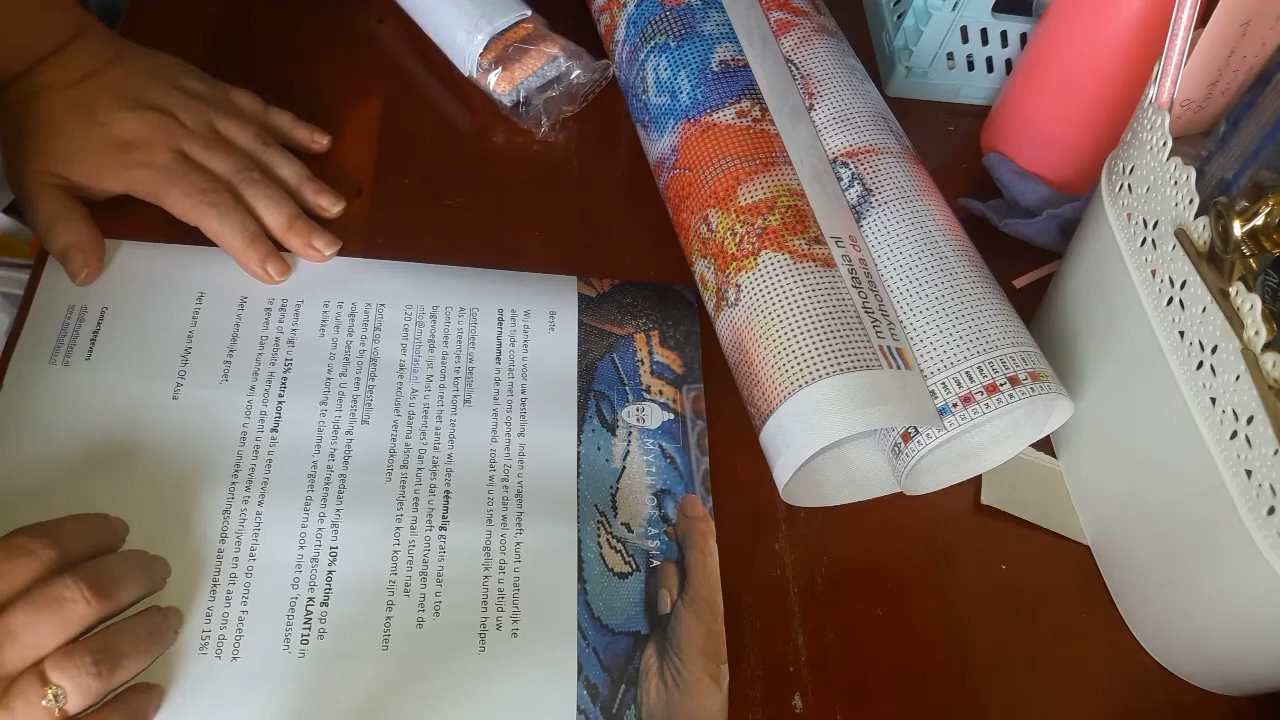 MYTH OF ASIA
Beste,
Wij danken u voor uw bestelling. Indien u vragen heeft, kunt u natuurlijk te
allen tijde contact met ons opnemen! Zorg er dan wel voor dat u altijd uw
ordernummer in de mail vermeld, zodat wij u zo snel mogelijk kunnen helpen.
Controleer uw bestelling!
Als u steentjes te kort komt zenden wij deze éénmalig gratis naar u toe.
Controleer daarom direct het aantal zakjes dat u heeft ontvangen met de
bijgevoegde lijst. Mis u steentjes? Dan kunt u een mail sturen naar
info@mythofasia.nl. Als u daarna alsnog steentjes te kort komt zijn de kosten
0.20 cent per zakje exclusief verzendkosten.
Korting op volgende bestelling
Klanten die bij ons een bestelling hebben gedaan krijgen 10% korting op de
volgende bestelling. U dient tijdens het afrekenen de kortingscode KLANT10 in
te vullen om zo uw korting te claimen, vergeet daarna ook niet op 'toepassen'
te klikken.
Tevens krijgt u 15% extra korting als u een review achterlaat op onze Facebook
pagina of website. Hiervoor dient u een review te schrijven en dit aan ons door
te geven. Dan kunnen wij voor u een unieke kortingscode aanmaken van 15%!
Met vriendelijke groet,
Het team van Myth Of Asia
Contactgegevens
info@mythofasia.nl
www.mythofasia.nl
mythofasia.nl
mythofasia.de